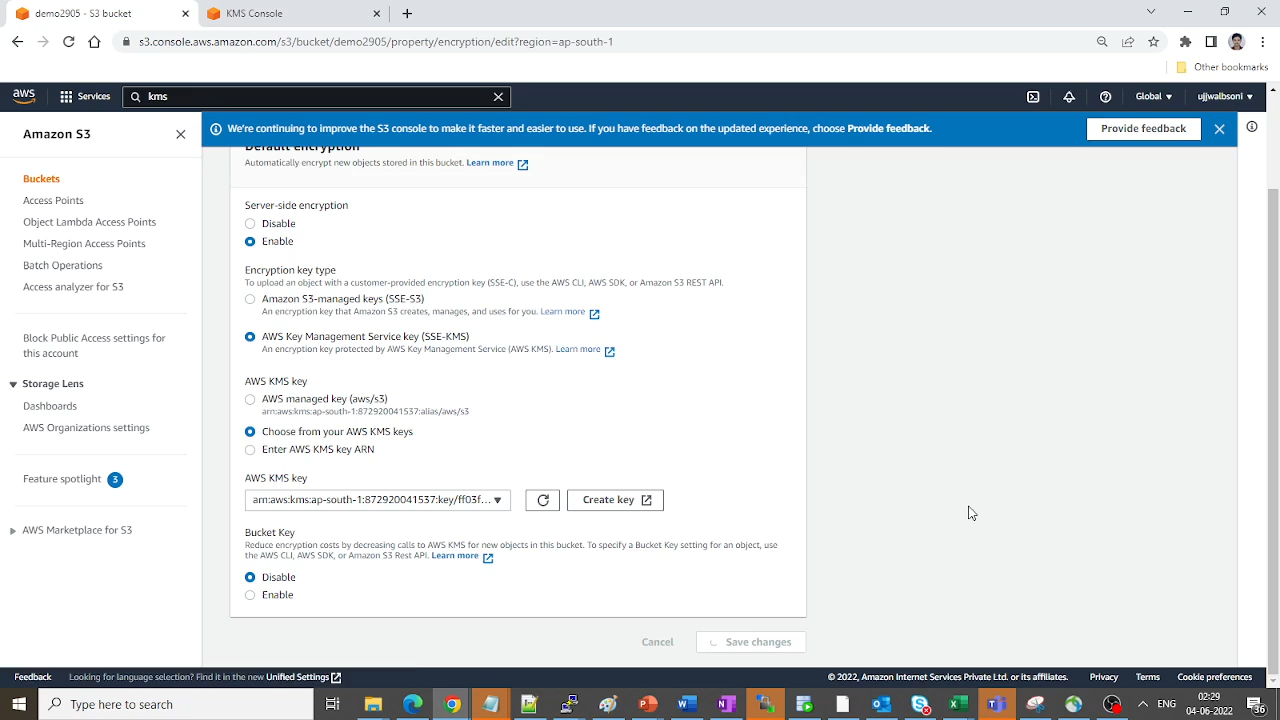 demo2905 - S3 bucket
KMS Console
s3.console.aws.amazon.com/s3/bucket/demo2905/property/encryption/edit?region=ap-south-1
Other bookmarks
aws
Services
kms
Global
ujjwalbsoni
Amazon S3
We're continuing to improve the S3 console to make it faster and easier to use. If you have feedback on the updated experience, choose Provide feedback.
Provide feedback
Buckets
Access Points
Object Lambda Access Points
Multi-Region Access Points
Batch Operations
Access analyzer for S3
Block Public Access settings for
this account
Storage Lens
Dashboards
AWS Organizations settings
Feature spotlight 3
AWS Marketplace for S3
Default encryption
Automatically encrypt new objects stored in this bucket. Learn more
Server-side encryption
Disable
Enable
Encryption key type
To upload an object with a customer-provided encryption key (SSE-C), use the AWS CLI, AWS SDK, or Amazon S3 REST API.
Amazon S3-managed keys (SSE-S3)
An encryption key that Amazon S3 creates, manages, and uses for you. Learn more
AWS Key Management Service key (SSE-KMS)
An encryption key protected by AWS Key Management Service (AWS KMS). Learn more
AWS KMS key
AWS managed key (aws/s3)
arn:aws:kms:ap-south-1:872920041537:alias/aws/s3
Choose from your AWS KMS keys
Enter AWS KMS key ARN
AWS KMS key
arn:aws:kms:ap-south-1:872920041537:key/ff03f...
Create key
Bucket Key
Reduce encryption costs by decreasing calls to AWS KMS for new objects in this bucket. To specify a Bucket Key setting for an object, use
the AWS CLI, AWS SDK, or Amazon S3 Rest API. Learn more
Disable
Enable
Cancel
Save changes
Feedback
Looking for language selection? Find it in the new Unified Settings
© 2022, Amazon Internet Services Private Ltd. or its affiliates.
Privacy
Terms
Cookie preferences
Type here to search
ENG
02:29
04-06-2022